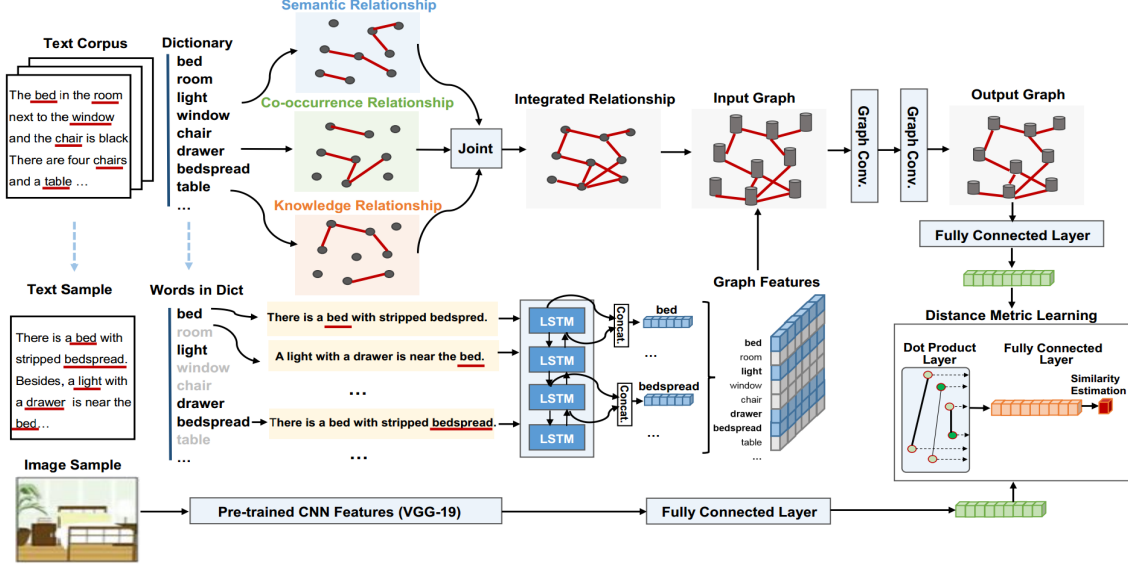 Semantic Relationship
Text Corpus
Dictionary
The bed in the room
next to the window
and the chair is black
There are four chairs
and a table ...
bed
room
light
window
chair
drawer
bedspread
table
...
Co-occurrence Relationship
Knowledge Relationship
Joint
Integrated Relationship
Input Graph
Graph Conv.
Graph Conv.
Output Graph
Fully Connected Layer
Text Sample
There is a bed with
stripped bedspread.
Besides, a light with
a drawer is near the
bed...
Words in Dict
bed
room
light
window
chair
drawer
bedspread
table
...
There is a bed with stripped bedspred.
A light with a drawer is near the bed.
...
There is a bed with stripped bedspread.
...
LSTM
LSTM
LSTM
LSTM
Concat.
Concat.
bed
...
bedspread
...
Graph Features
bed
room
light
window
chair
drawer
bedspread
table
...
Distance Metric Learning
Dot Product
Layer
Fully Connected
Layer
Similarity
Estimation
Image Sample
Pre-trained CNN Features (VGG-19)
Fully Connected Layer